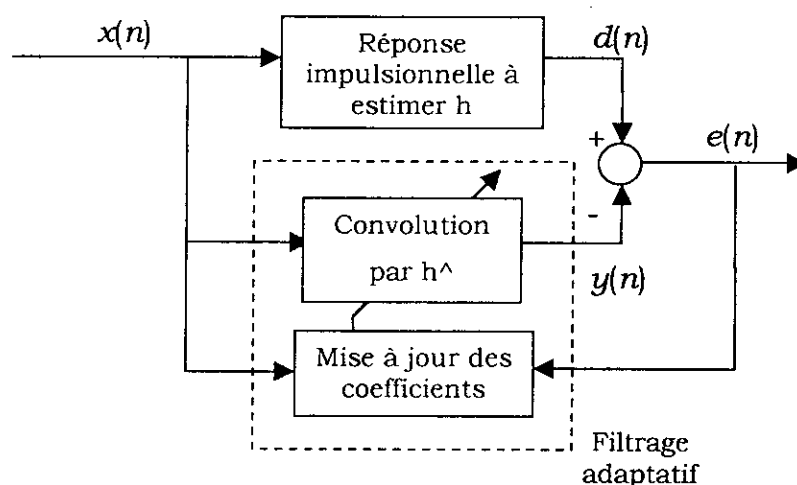 x(n)
Réponse
impulsionnelle à
estimer h
d(n)
+
e(n)
Convolution
par h^
-
y(n)
Mise à jour des
coefficients
Filtrage
adaptatif